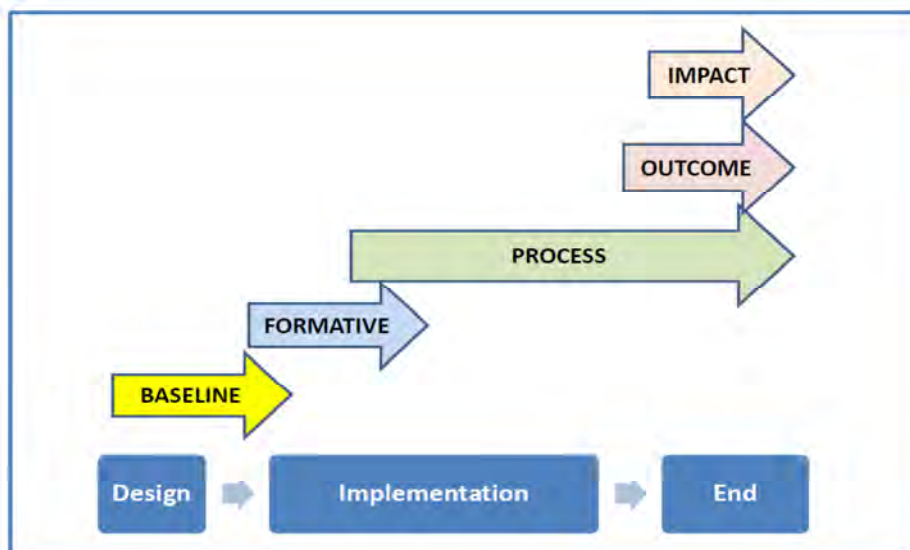 IMPACT
OUTCOME
PROCESS
FORMATIVE
BASELINE
Design
Implementation
End